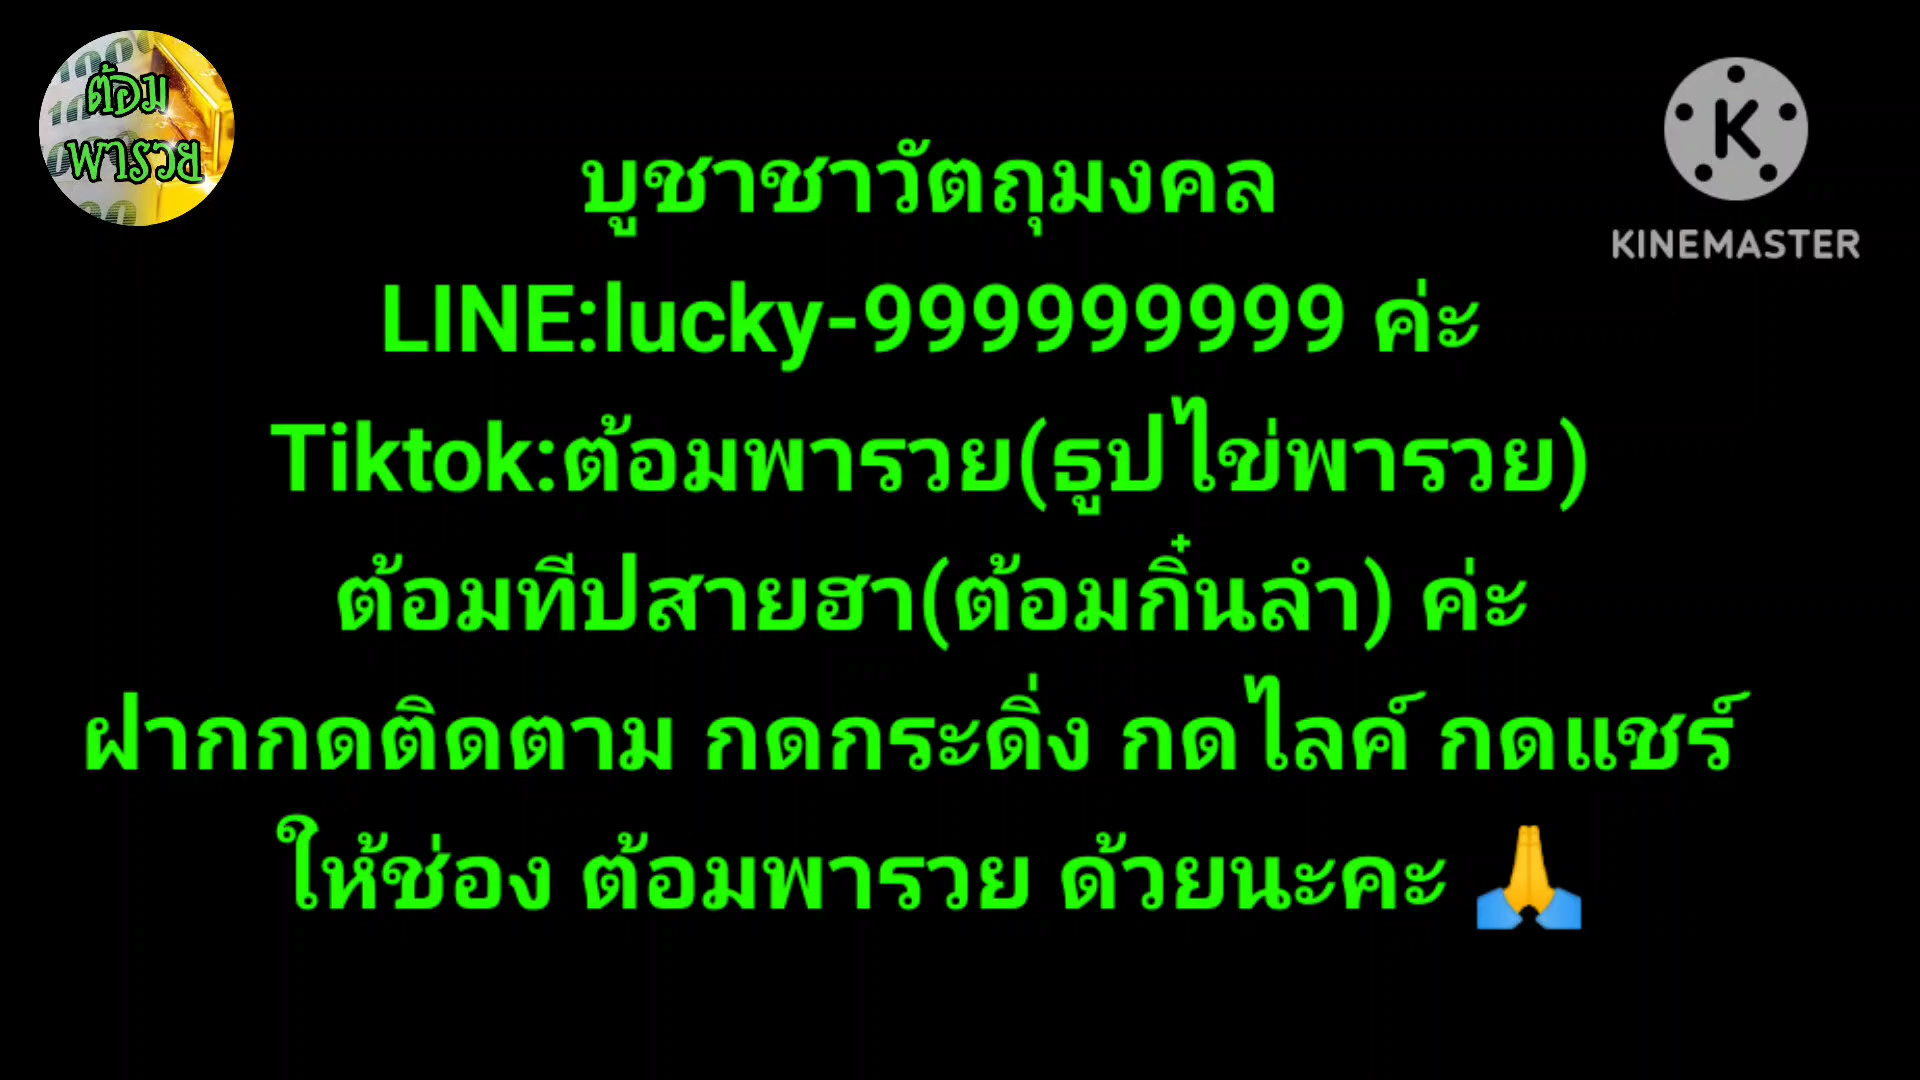 ต้อม
พารวย
KINEMASTER
บูชาชาวัตถุมงคล
LINE:lucky-999999999 ค่ะ
Tiktok:ต้อมพารวย(ธูปไข่พารวย)
ต้อมทีปสายฮา(ต้อมกิ๋นลำ) ค่ะ
ฝากกดติดตาม กดกระดิ่ง กดไลค์ กดแชร์
ให้ช่อง ต้อมพารวย ด้วยนะคะ 🙏